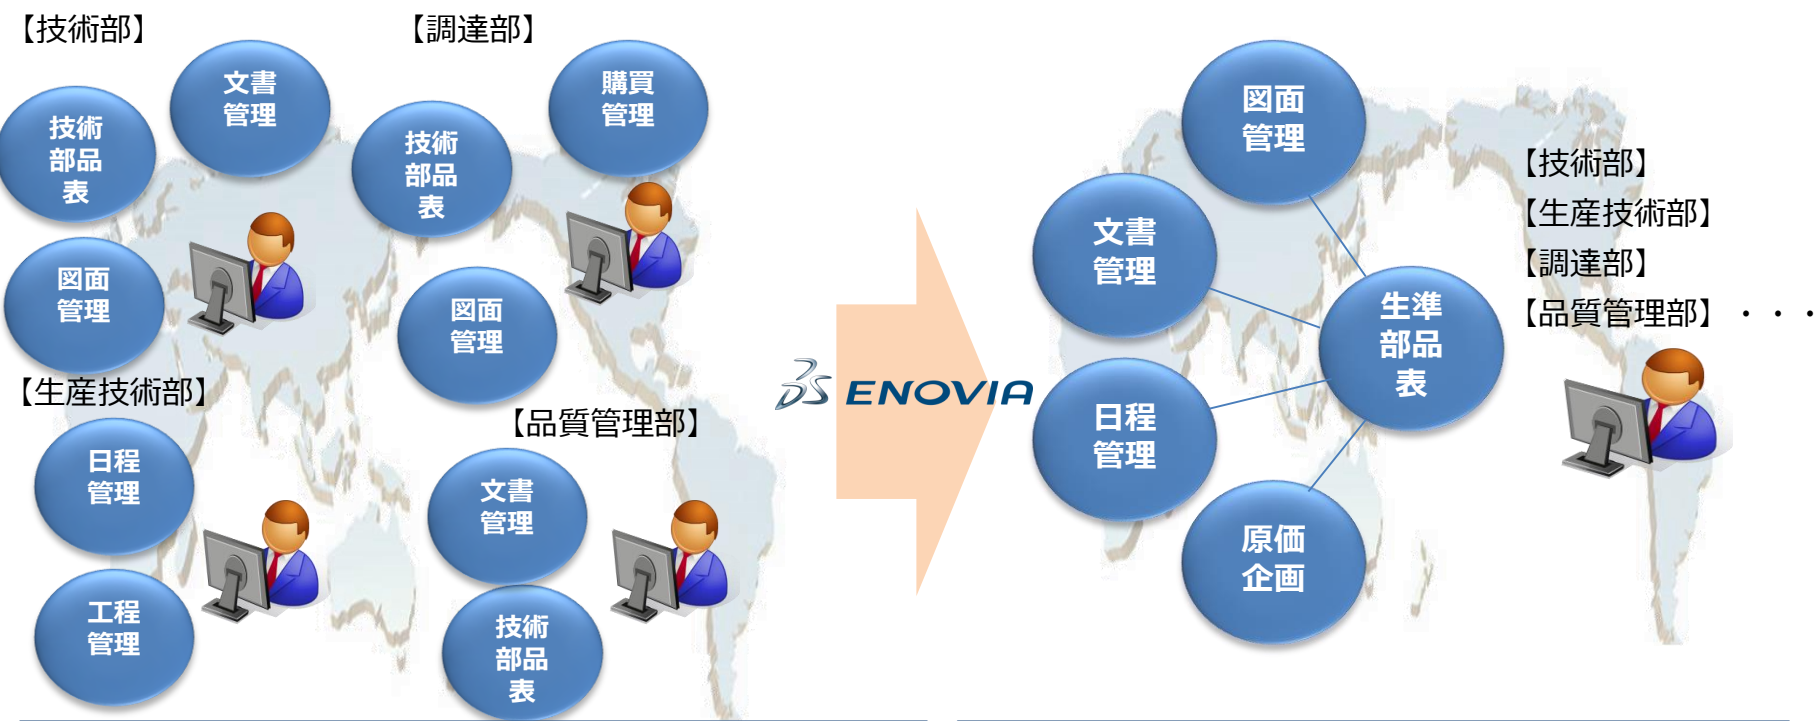 【技術部】
文書
管理
技術
部品
表
図面
管理
【調達部】
購買
管理
技術
部品
表
図面
管理
【生産技術部】
日程
管理
工程
管理
【品質管理部】
文書
管理
技術
部品
表
3DS ENOVIA
図面
管理
文書
管理
日程
管理
原価
企画
生準
部品
表
【技術部】
【生産技術部】
【調達部】
【品質管理部】・・・